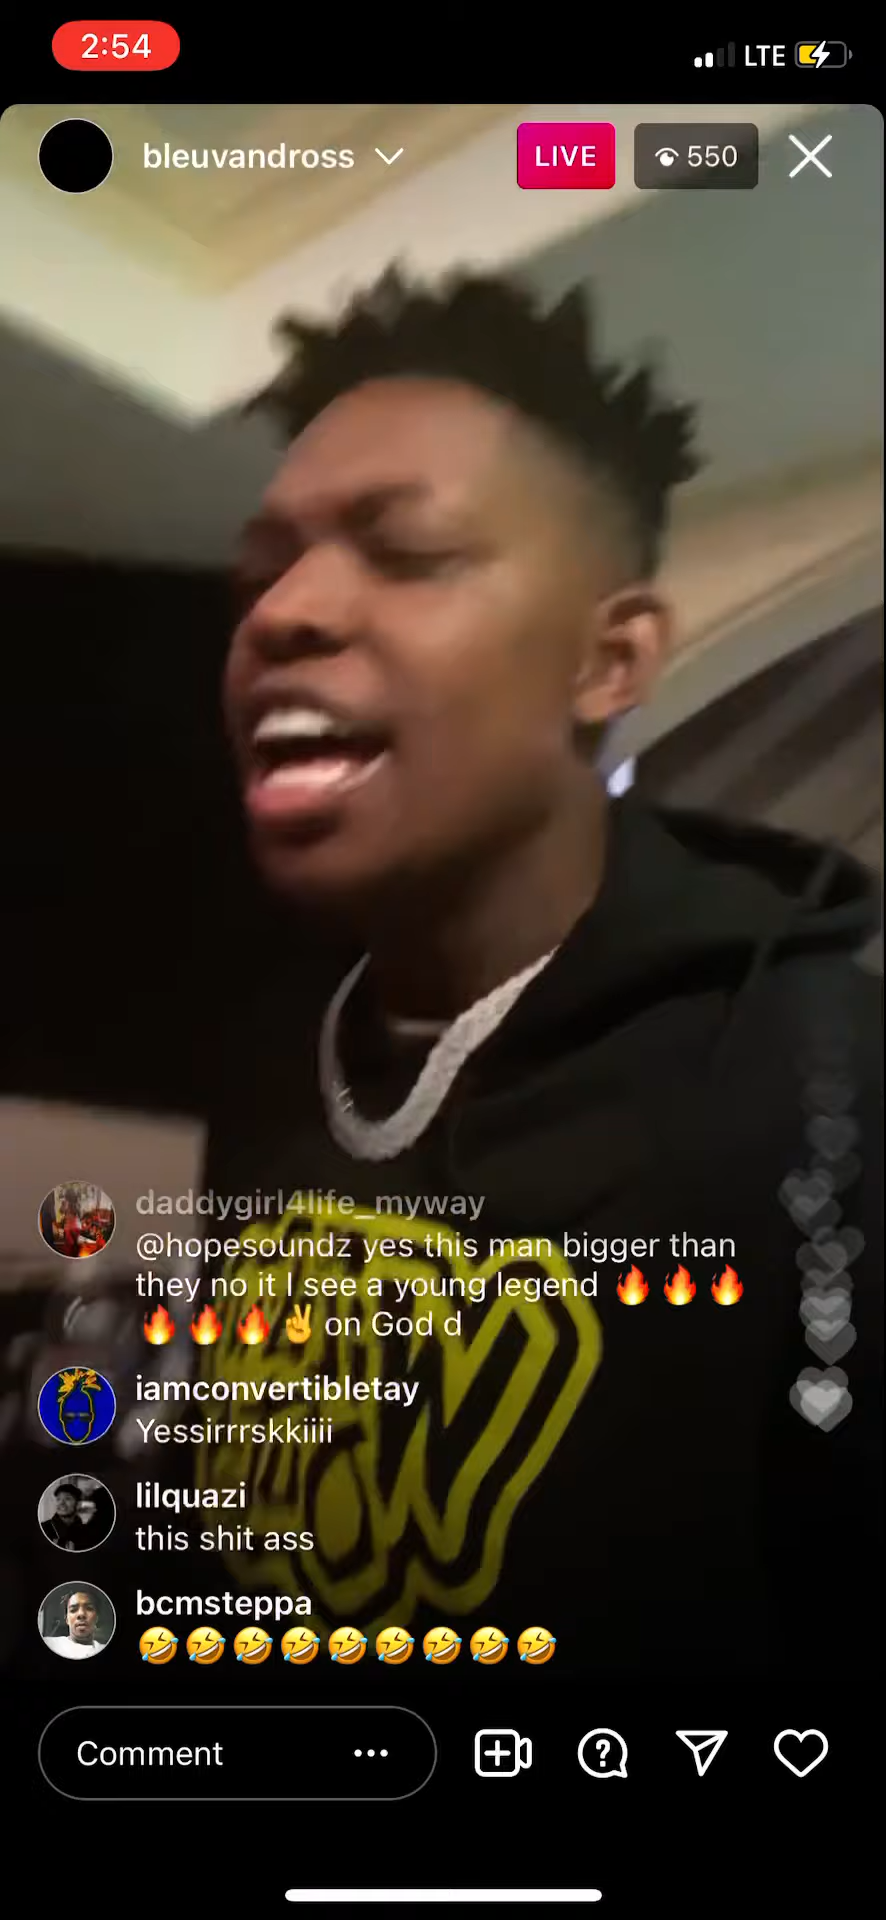 2:54
LTE
bleuvandross
LIVE
550
daddygirl4life_myway
@hopesoundz yes this man bigger than
they no it I see a young legend 🔥 🔥 🔥
🔥 🔥 🔥 ✌️ on God d
iamconvertibletay
Yessirrrskkiiii
lilquazi
this shit ass
bcmsteppa
🤣🤣🤣🤣🤣🤣🤣🤣🤣
Comment